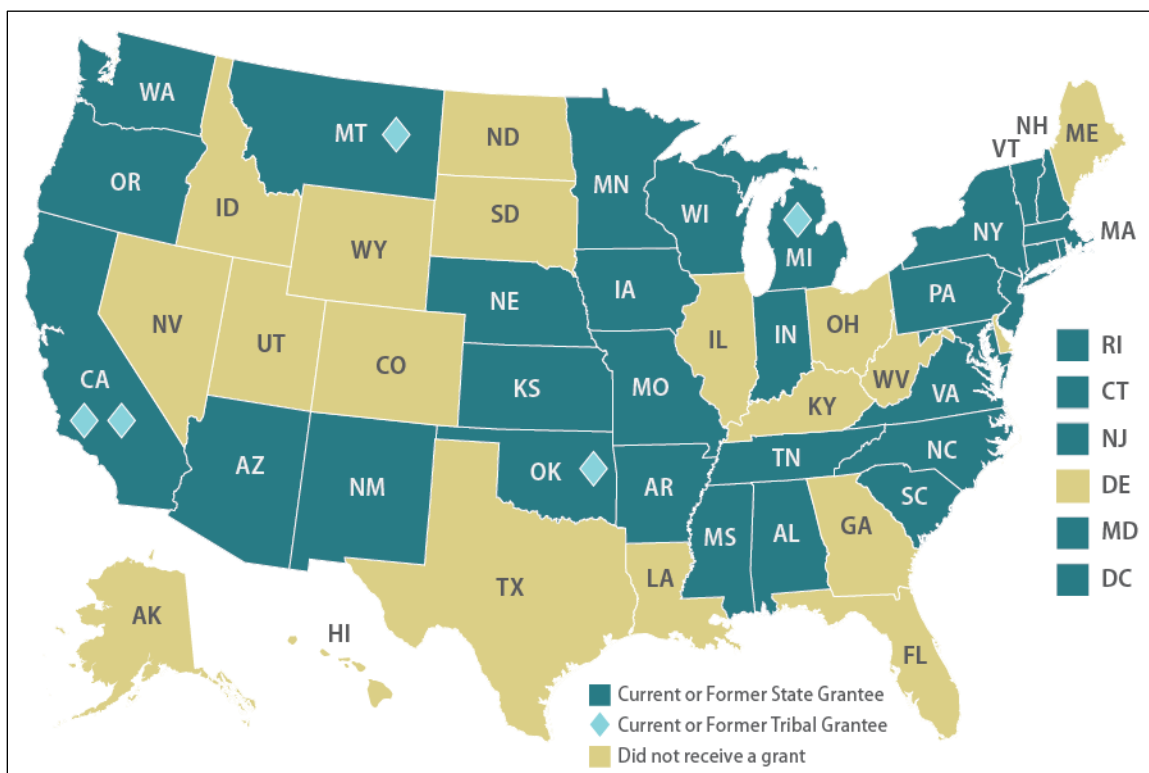 WA
MT
ND
NH
ME
VT
OR
MN
ID
SD
WI
NY
MA
WY
MI
IA
PA
NE
NV
IL
IN
OH
RI
UT
CO
WV
CA
KS
MO
VA
CT
KY
NJ
AZ
OK
TN
NC
NM
AR
DE
SC
MS
AL
GA
MD
TX
LA
DC
AK
HI
FL
Current or Former State Grantee
Current or Former Tribal Grantee
Did not receive a grant